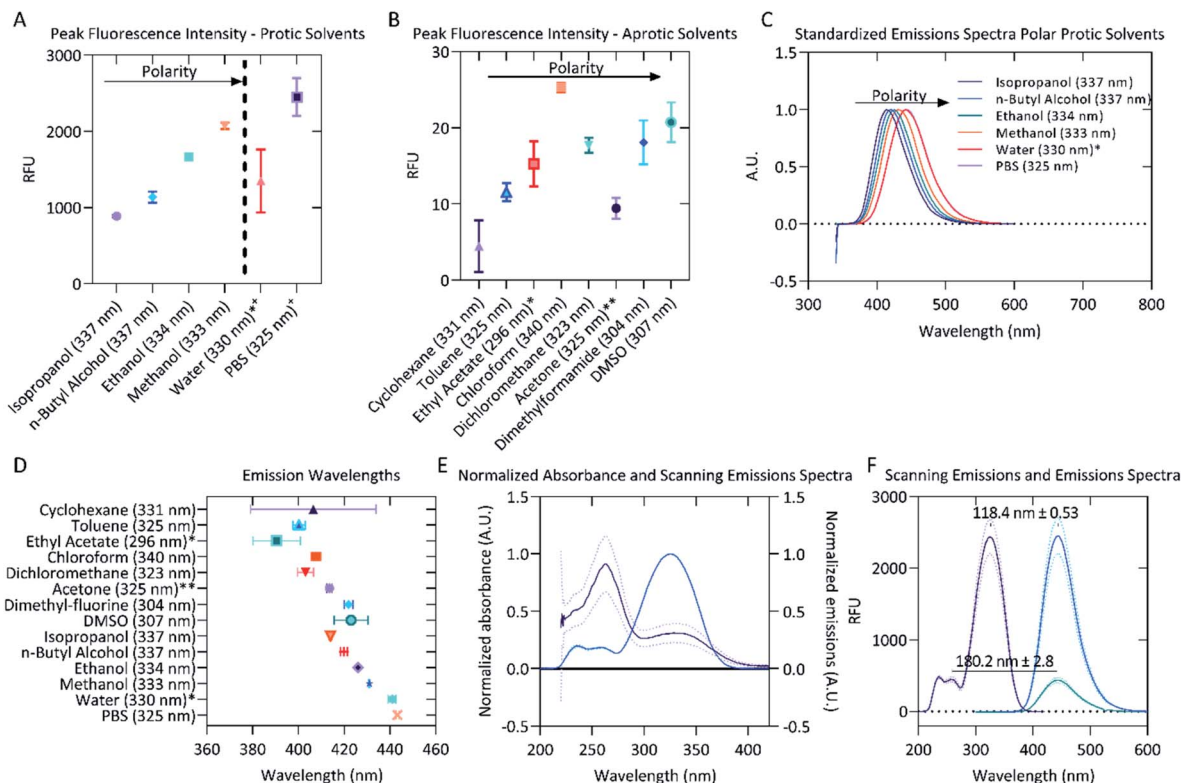 A
Peak Fluorescence Intensity - Protic Solvents
RFU
3000
2000
1000
0
Polarity
Isopropanol (337 nm)
n-Butyl Alcohol (337 nm)
Ethanol (334 nm)
Methanol (333 nm)
Water (330 nm)*⁺
PBS (325 nm)⁺
B
Peak Fluorescence Intensity - Aprotic Solvents
RFU
30
20
10
0
Polarity
Cyclohexane (331 nm)
Toluene (325 nm)
Ethyl Acetate (296 nm)*
Chloroform (340 nm)
Dichloromethane (323 nm)
Acetone (325 nm)**
Dimethylformamide (304 nm)
DMSO (307 nm)
C
Standardized Emissions Spectra Polar Protic Solvents
A.U.
1.5
1.0
0.5
0.0
-0.5
Polarity
Isopropanol (337 nm)
n-Butyl Alcohol (337 nm)
Ethanol (334 nm)
Methanol (333 nm)
Water (330 nm)*
PBS (325 nm)
300 400 500 600 700 800
Wavelength (nm)
D
Emission Wavelengths
Cyclohexane (331 nm)
Toluene (325 nm)
Ethyl Acetate (296 nm)*
Chloroform (340 nm)
Dichloromethane (323 nm)
Acetone (325 nm)**
Dimethyl-fluorine (304 nm)
DMSO (307 nm)
Isopropanol (337 nm)
n-Butyl Alcohol (337 nm)
Ethanol (334 nm)
Methanol (333 nm)
Water (330 nm)*
PBS (325 nm)
360 380 400 420 440 460
Wavelength (nm)
E
Normalized Absorbance and Scanning Emissions Spectra
Normalized absorbance (A.U.)
1.5
1.0
0.5
0.0
-0.5
200 250 300 350 400
Wavelength (nm)
1.5
1.0
0.5
0.0
-0.5
Normalized emissions (A.U.)
F
Scanning Emissions and Emissions Spectra
RFU
3000
2000
1000
0
118.4 nm ± 0.53
180.2 nm ± 2.8
200 300 400 500 600
Wavelength (nm)